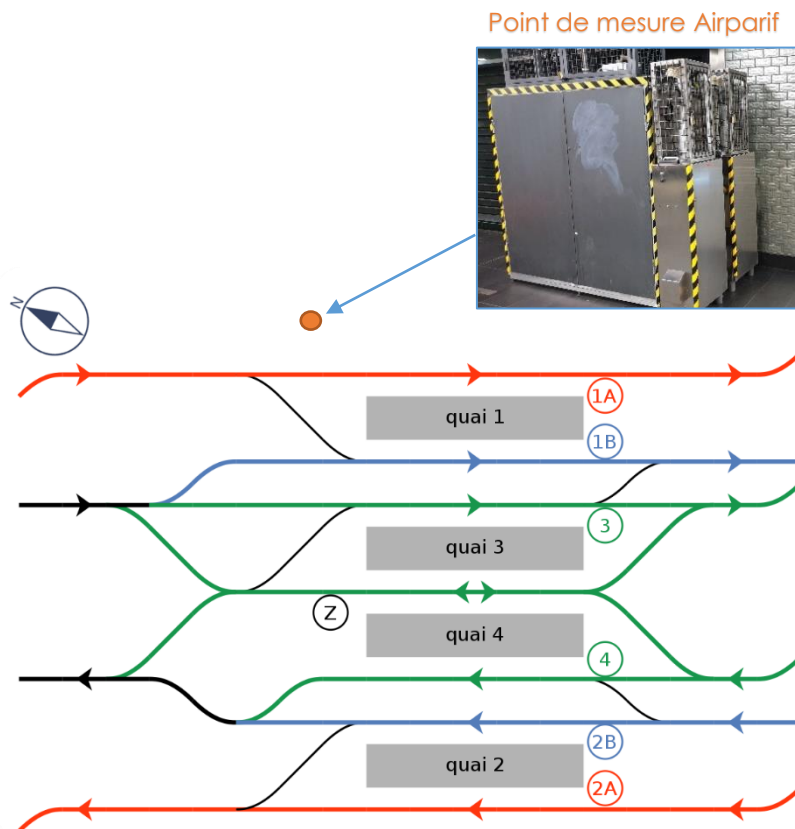 Point de mesure Airparif
N
quai 1
1A
1B
quai 3
3
Z
quai 4
4
2B
quai 2
2A